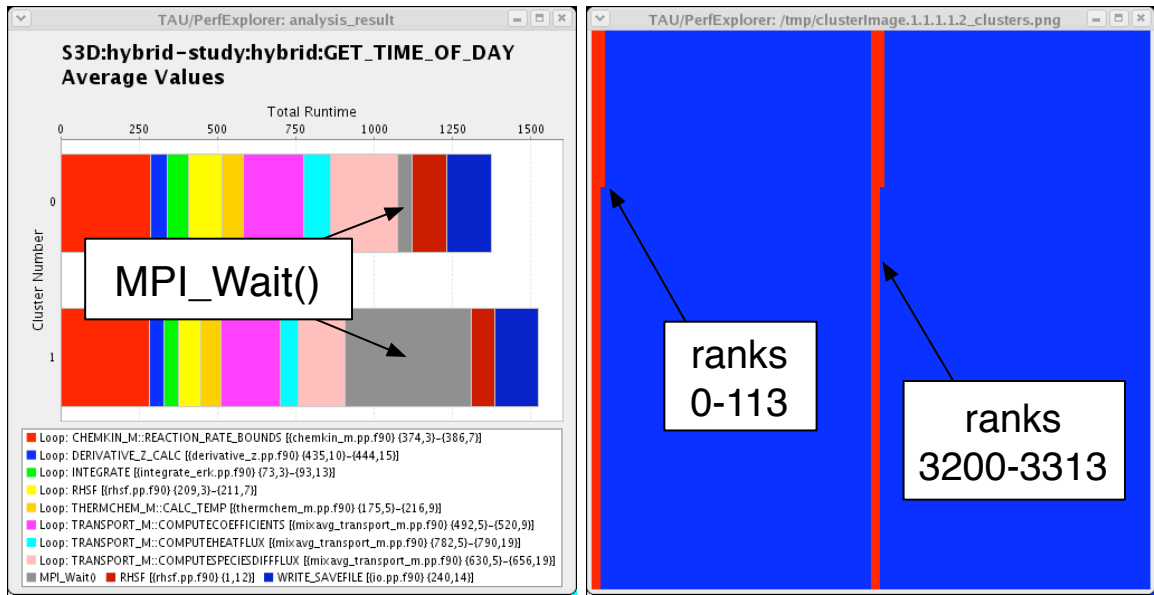 TAU/PerfExplorer: analysis_result
S3D:hybrid-study:hybrid:GET_TIME_OF_DAY
Average Values
Total Runtime
0 250 500 750 1000 1250 1500
Cluster Number
0
MPI_Wait()
1
Loop: CHEMKIN_M::REACTION_RATE_BOUNDS [{chemkin_m.pp.f90} {374,3}-{386,7}]
Loop: DERIVATIVE_Z_CALC [{derivative_z.pp.f90} {435,10}-{444,15}]
Loop: INTEGRATE [{integrate_erk.pp.f90} {73,3}-{93,13}]
Loop: RHSF [{rhsf.pp.f90} {209,3}-{211,7}]
Loop: THERMCHEM_M::CALC_TEMP [{thermchem_m.pp.f90} {175,5}-{216,9}]
Loop: TRANSPORT_M::COMPUTECOEFFICIENTS [{mixavg_transport_m.pp.f90} {492,5}-{520,9}]
Loop: TRANSPORT_M::COMPUTEHEATFLUX [{mixavg_transport_m.pp.f90} {782,5}-{790,19}]
Loop: TRANSPORT_M::COMPUTESPECIESDIFFFLUX [{mixavg_transport_m.pp.f90} {630,5}-{656,19}]
MPI_Wait() RHSF [{rhsf.pp.f90} {1,12}] WRITE_SAVEFILE [{io.pp.f90} {240,14}]
TAU/PerfExplorer: /tmp/clusterImage.1.1.1.1.2_clusters.png
ranks
0-113
ranks
3200-3313